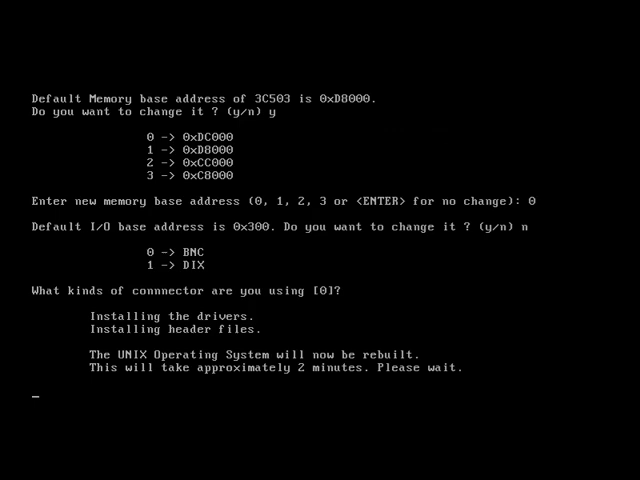 Default Memory base address of 3C503 is 0xD8000.
Do you want to change it ? (y/n) y
0 -> 0xDC000
1 -> 0xD8000
2 -> 0xCC000
3 -> 0xC8000
Enter new memory base address (0, 1, 2, 3 or <ENTER> for no change): 0
Default I/O base address is 0x300. Do you want to change it ? (y/n) n
0 -> BNC
1 -> DIX
What kinds of connnector are you using [0]?
Installing the drivers.
Installing header files.
The UNIX Operating System will now be rebuilt.
This will take approximately 2 minutes. Please wait.
_